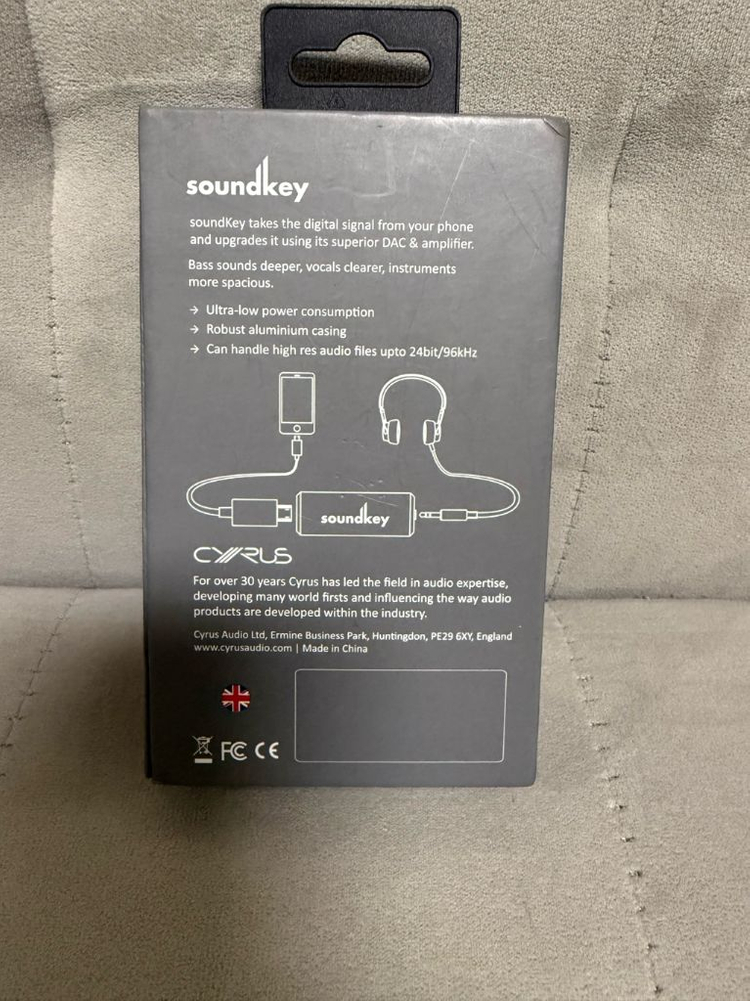 soundkey
soundKey takes the digital signal from your phone
and upgrades it using its superior DAC & amplifier.
Bass sounds deeper, vocals clearer, instruments
more spacious.
→ Ultra-low power consumption
→ Robust aluminium casing
→ Can handle high res audio files upto 24bit/96kHz
soundkey
CYRUS
For over 30 years Cyrus has led the field in audio expertise,
developing many world firsts and influencing the way audio
products are developed within the industry.
Cyrus Audio Ltd, Ermine Business Park, Huntingdon, PE29 6XY, England
www.cyrusaudio.com | Made in China
FC CE